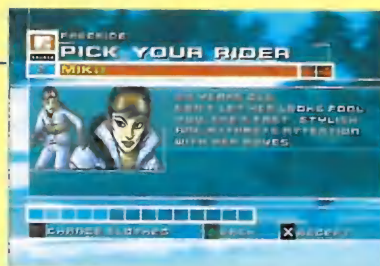 FREERIDE
PICK YOUR RIDER
MIKI
20 YEARS OLD.
DON'T LET HER LOOKS FOOL
YOU, SHE'S FAST, STYLISH
AND ATTRACTS ATTENTION
WITH HER MOVES.
CHANGE CLOTHES BACK X ACCEPT